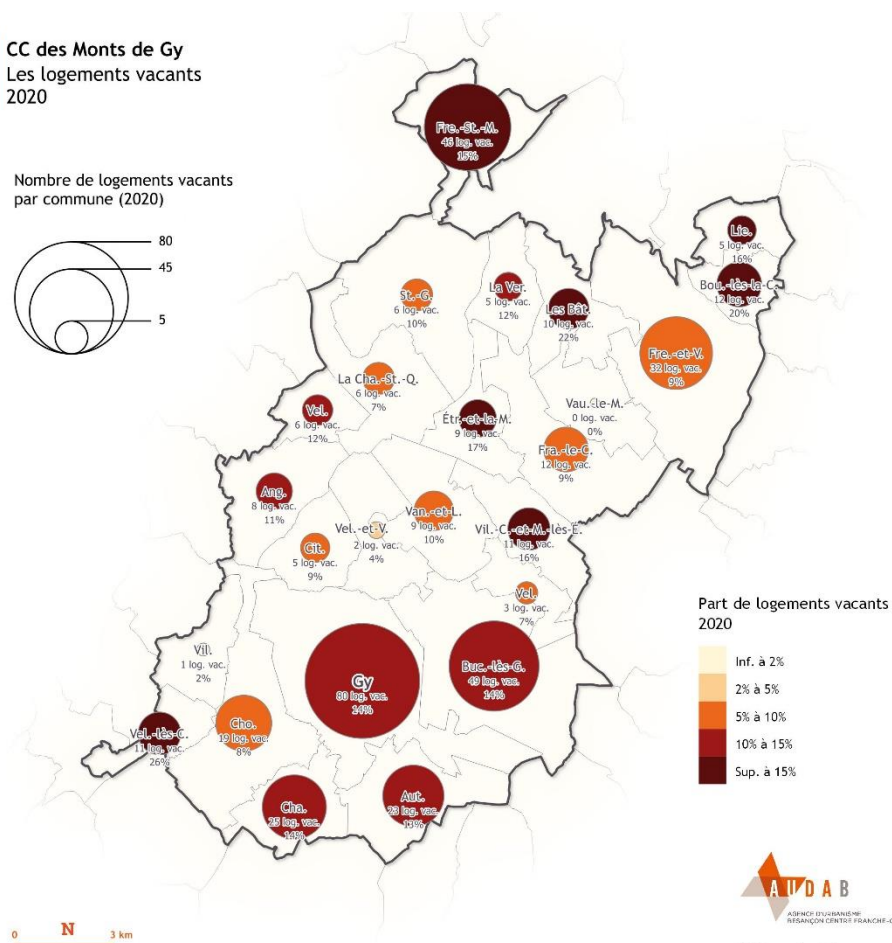 CC des Monts de Gy
Les logements vacants
2020
Nombre de logements vacants
par commune (2020)
80
45
5
Fre.-St.-M.
46 log. vac.
15%
Lie.
5 log. vac.
16%
Bou.-lès-la-C.
12 log. vac.
20%
St.-G.
6 log. vac.
10%
La Ver.
5 log. vac.
12%
Les Bât.
10 log. vac.
22%
Fre.-et-V.
32 log. vac.
9%
La Cha.-St.-Q.
6 log. vac.
7%
Vel.
6 log. vac.
12%
Étr.-et-la-M.
9 log. vac.
17%
Vau.-le-M.
0 log. vac.
0%
Fra.-le-C.
12 log. vac.
9%
Ang.
8 log. vac.
11%
Van.-et-L.
9 log. vac.
10%
Vel.-et-V.
2 log. vac.
4%
Cit.
5 log. vac.
9%
Vil.-C.-et-M.-lès-E.
11 log. vac.
16%
Vel.
3 log. vac.
7%
Vil.
1 log. vac.
2%
Gy
80 log. vac.
14%
Buc.-lès-G.
49 log. vac.
14%
Vel.-lès-C.
11 log. vac.
26%
Cho.
19 log. vac.
8%
Cha.
25 log. vac.
14%
Aut.
23 log. vac.
13%
Part de logements vacants
2020
Inf. à 2%
2% à 5%
5% à 10%
10% à 15%
Sup. à 15%
AUDAB
AGENCE D'URBANISME
BESANÇON CENTRE FRANCHE-C
0 N 3 km